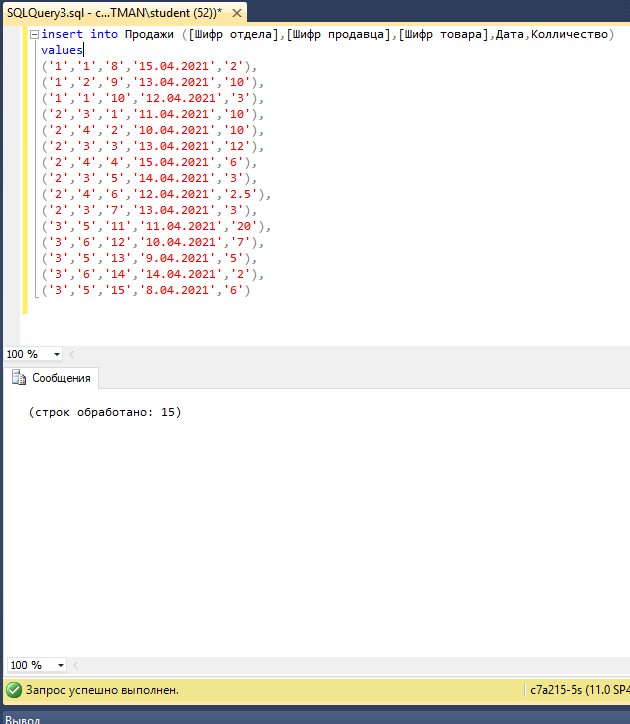 SQLQuery3.sql - c...TMAN\student (52))*
insert into Продажи ([Шифр отдела],[Шифр продавца],[Шифр товара],Дата,Колличество)
values
('1','1','8','15.04.2021','2'),
('1','2','9','13.04.2021','10'),
('1','1','10','12.04.2021','3'),
('2','3','1','11.04.2021','10'),
('2','4','2','10.04.2021','10'),
('2','3','3','13.04.2021','12'),
('2','4','4','15.04.2021','6'),
('2','3','5','14.04.2021','3'),
('2','4','6','12.04.2021','2.5'),
('2','3','7','13.04.2021','3'),
('3','5','11','11.04.2021','20'),
('3','6','12','10.04.2021','7'),
('3','5','13','9.04.2021','5'),
('3','6','14','14.04.2021','2'),
('3','5','15','8.04.2021','6')
100 %
Сообщения
(строк обработано: 15)
100 %
Запрос успешно выполнен.
c7a215-5s (11.0 SP4
Вывод